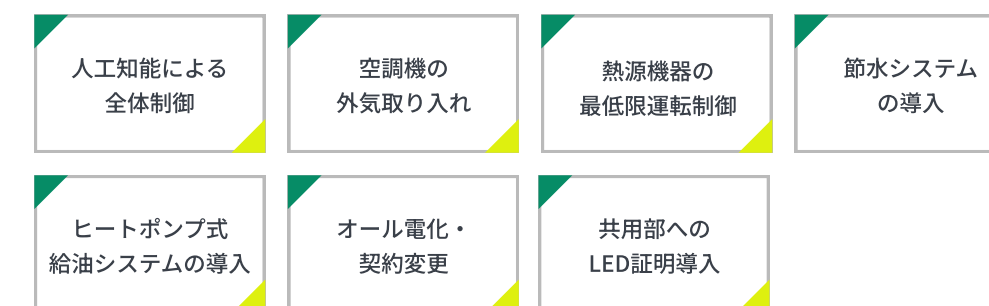 人工知能による
全体制御
空調機の
外気取り入れ
熱源機器の
最低限運転制御
節水システム
の導入
ヒートポンプ式
給油システムの導入
オール電化・
契約変更
共用部への
LED証明導入